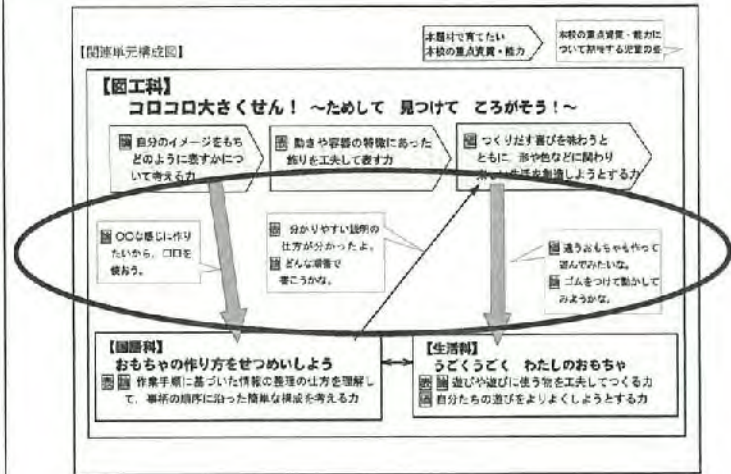 【関連単元構成図】
本題材で育てたい
本校の重点資質・能力
本校の重点資質・能力に
ついて期待する児童の姿
【図工科】
コロコロ大さくせん！ ～ためして 見つけて ころがそう！～
自分のイメージをもち
どのように表すかにつ
いて考える力
動きや容器の特徴にあった
飾りを工夫して表す力
つくりだす喜びを味わうと
ともに、形や色などに関わり
生活を創造しようとする力
〇〇な感じに作り
たいから、口口を
使おう。
分かりやすい説明の
仕方が分かったよ。
どんな順番で
書こうかな。
違うおもちゃも作って
遊んでみたいな。
ゴムをつけて動かして
みようかな。
【国語科】
おもちゃの作り方をせつめいしよう
作業手順に基づいた情報の整理の仕方を理解し
て、事柄の順序に沿った簡単な構成を考える力
【生活科】
うごくうごく わたしのおもちゃ
遊びや遊びに使う物を工夫してつくる力
自分たちの遊びをよりよくしようとする力